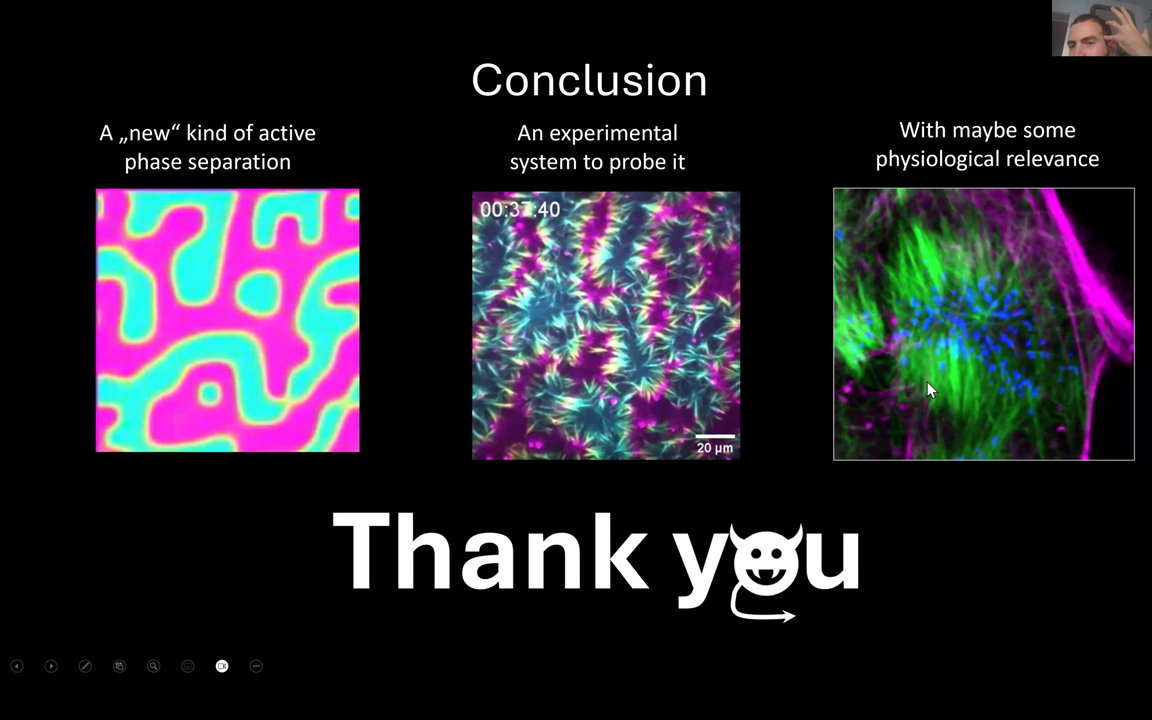 Conclusion
A „new“ kind of active
phase separation
An experimental
system to probe it
With maybe some
physiological relevance
00:37:40
20 µm
Thank you